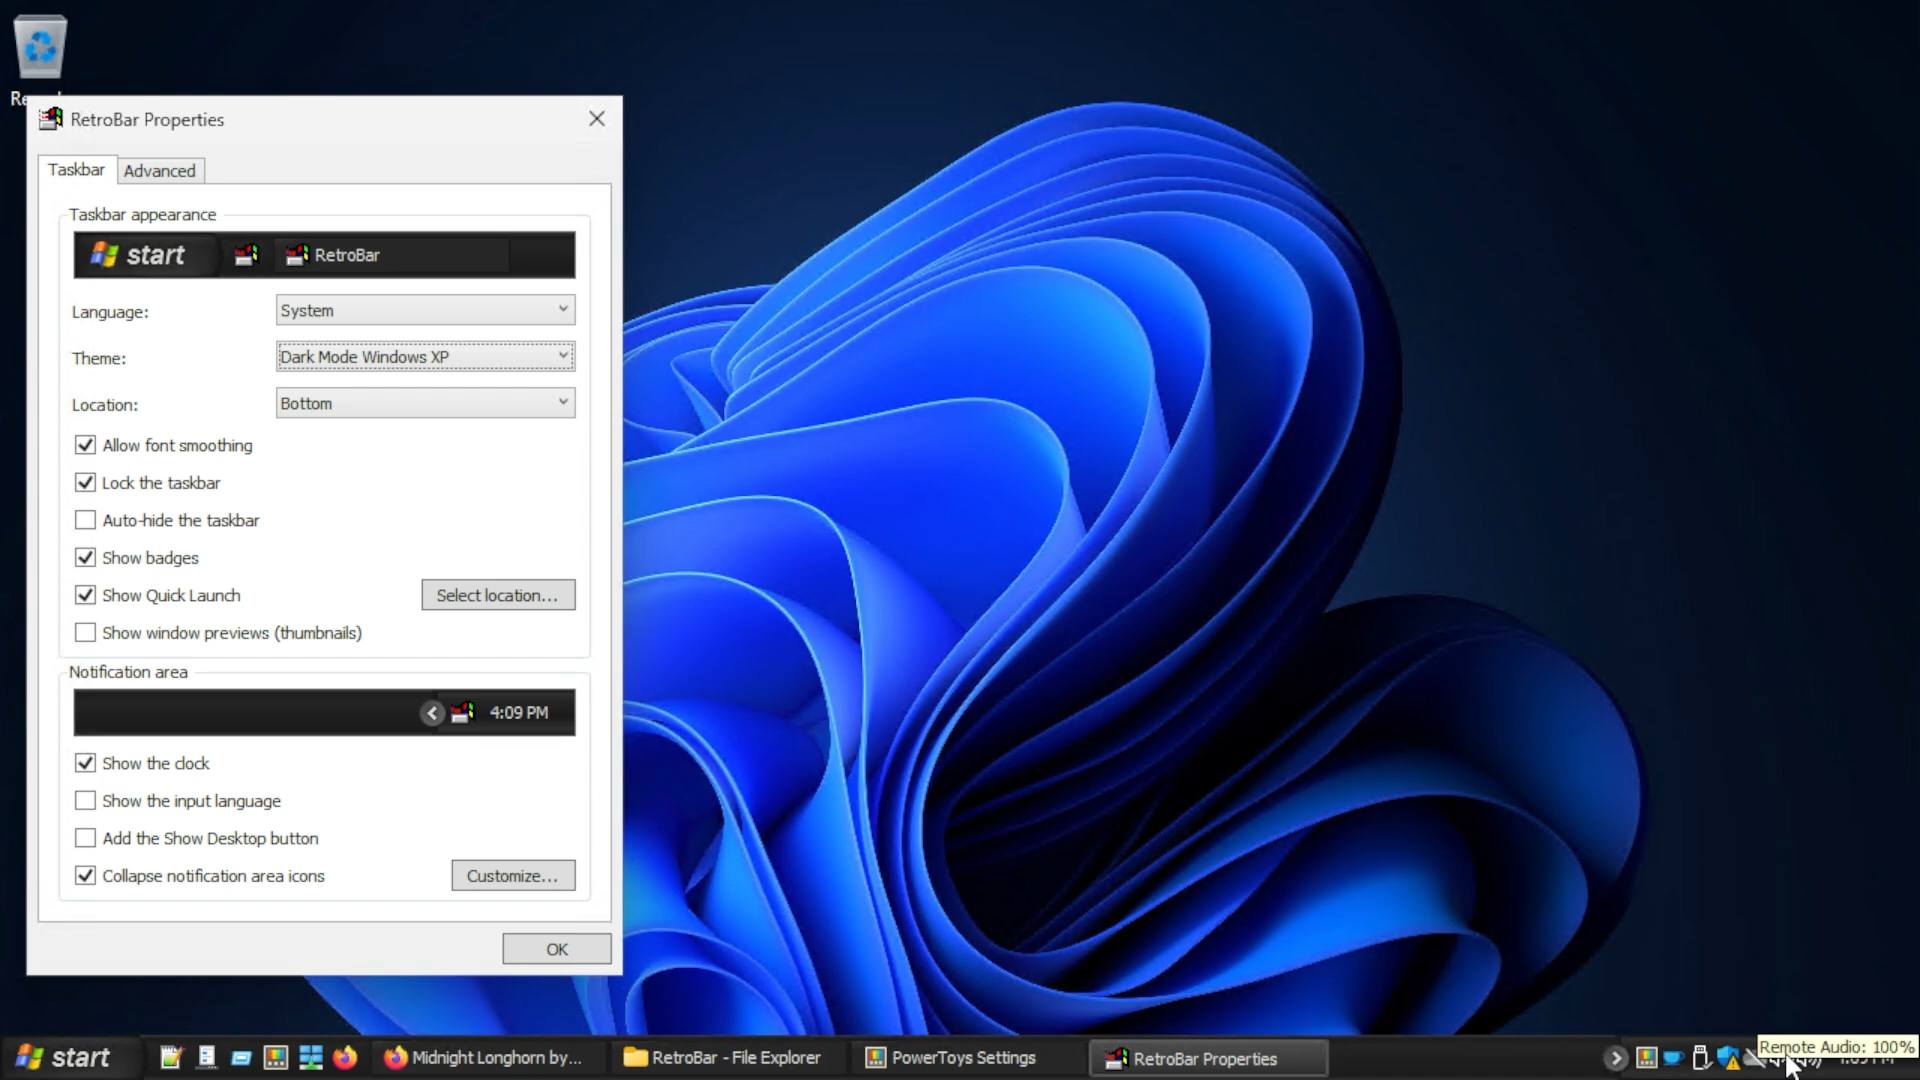 RetroBar Properties
Taskbar
Advanced
Taskbar appearance
start
RetroBar
Language:
System
Theme:
Dark Mode Windows XP
Location:
Bottom
Allow font smoothing
Lock the taskbar
Auto-hide the taskbar
Show badges
Show Quick Launch
Select location...
Show window previews (thumbnails)
Notification area
4:09 PM
Show the clock
Show the input language
Add the Show Desktop button
Collapse notification area icons
Customize...
OK
Remote Audio: 100%
start
Midnight Longhorn by...
RetroBar - File Explorer
PowerToys Settings
RetroBar Properties